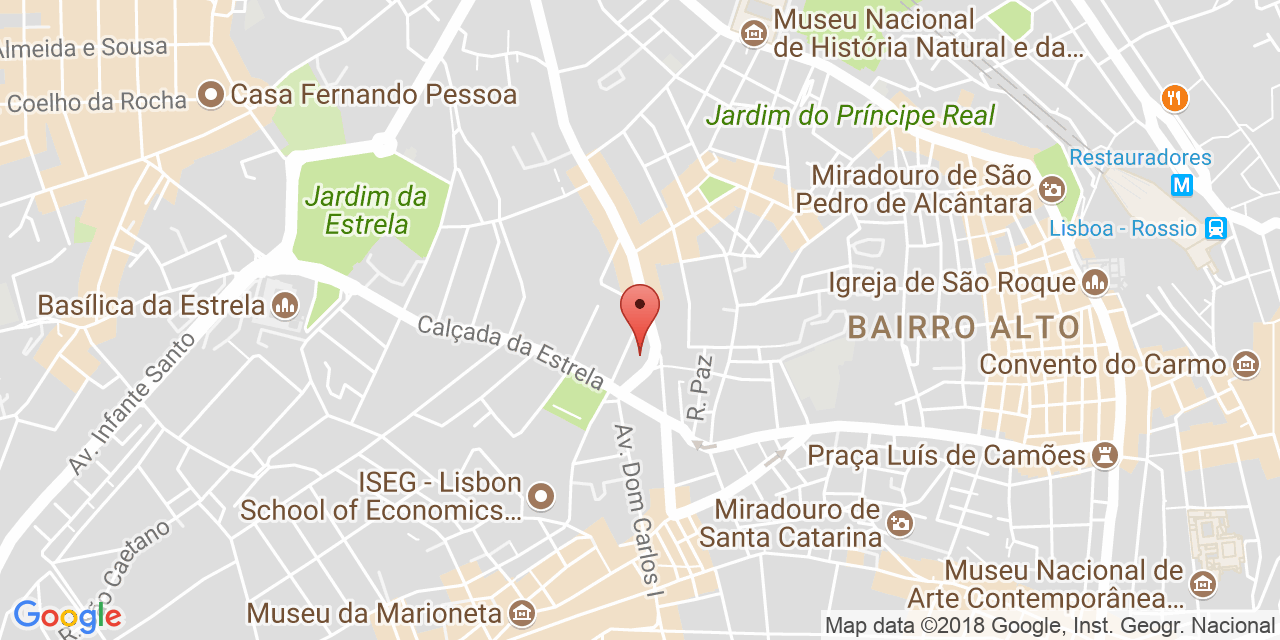 Museu Nacional
de História Natural e da...
Almeida e Sousa
Coelho da Rocha
Casa Fernando Pessoa
Jardim do Príncipe Real
Restauradores
M
Miradouro de São
Pedro de Alcântara
Jardim da
Estrela
Lisboa - Rossio
Igreja de São Roque
Basílica da Estrela
BAIRRO ALTO
Calçada da Estrela
Convento do Carmo
Av. Infante Santo
R. Paz
Praça Luís de Camões
Av. Dom Carlos I
ISEG - Lisbon
School of Economics...
Miradouro de
Santa Catarina
Museu Nacional de
Arte Contemporânea...
Caetano
Museu da Marioneta
Google
Map data ©2018 Google, Inst. Geogr. Nacional